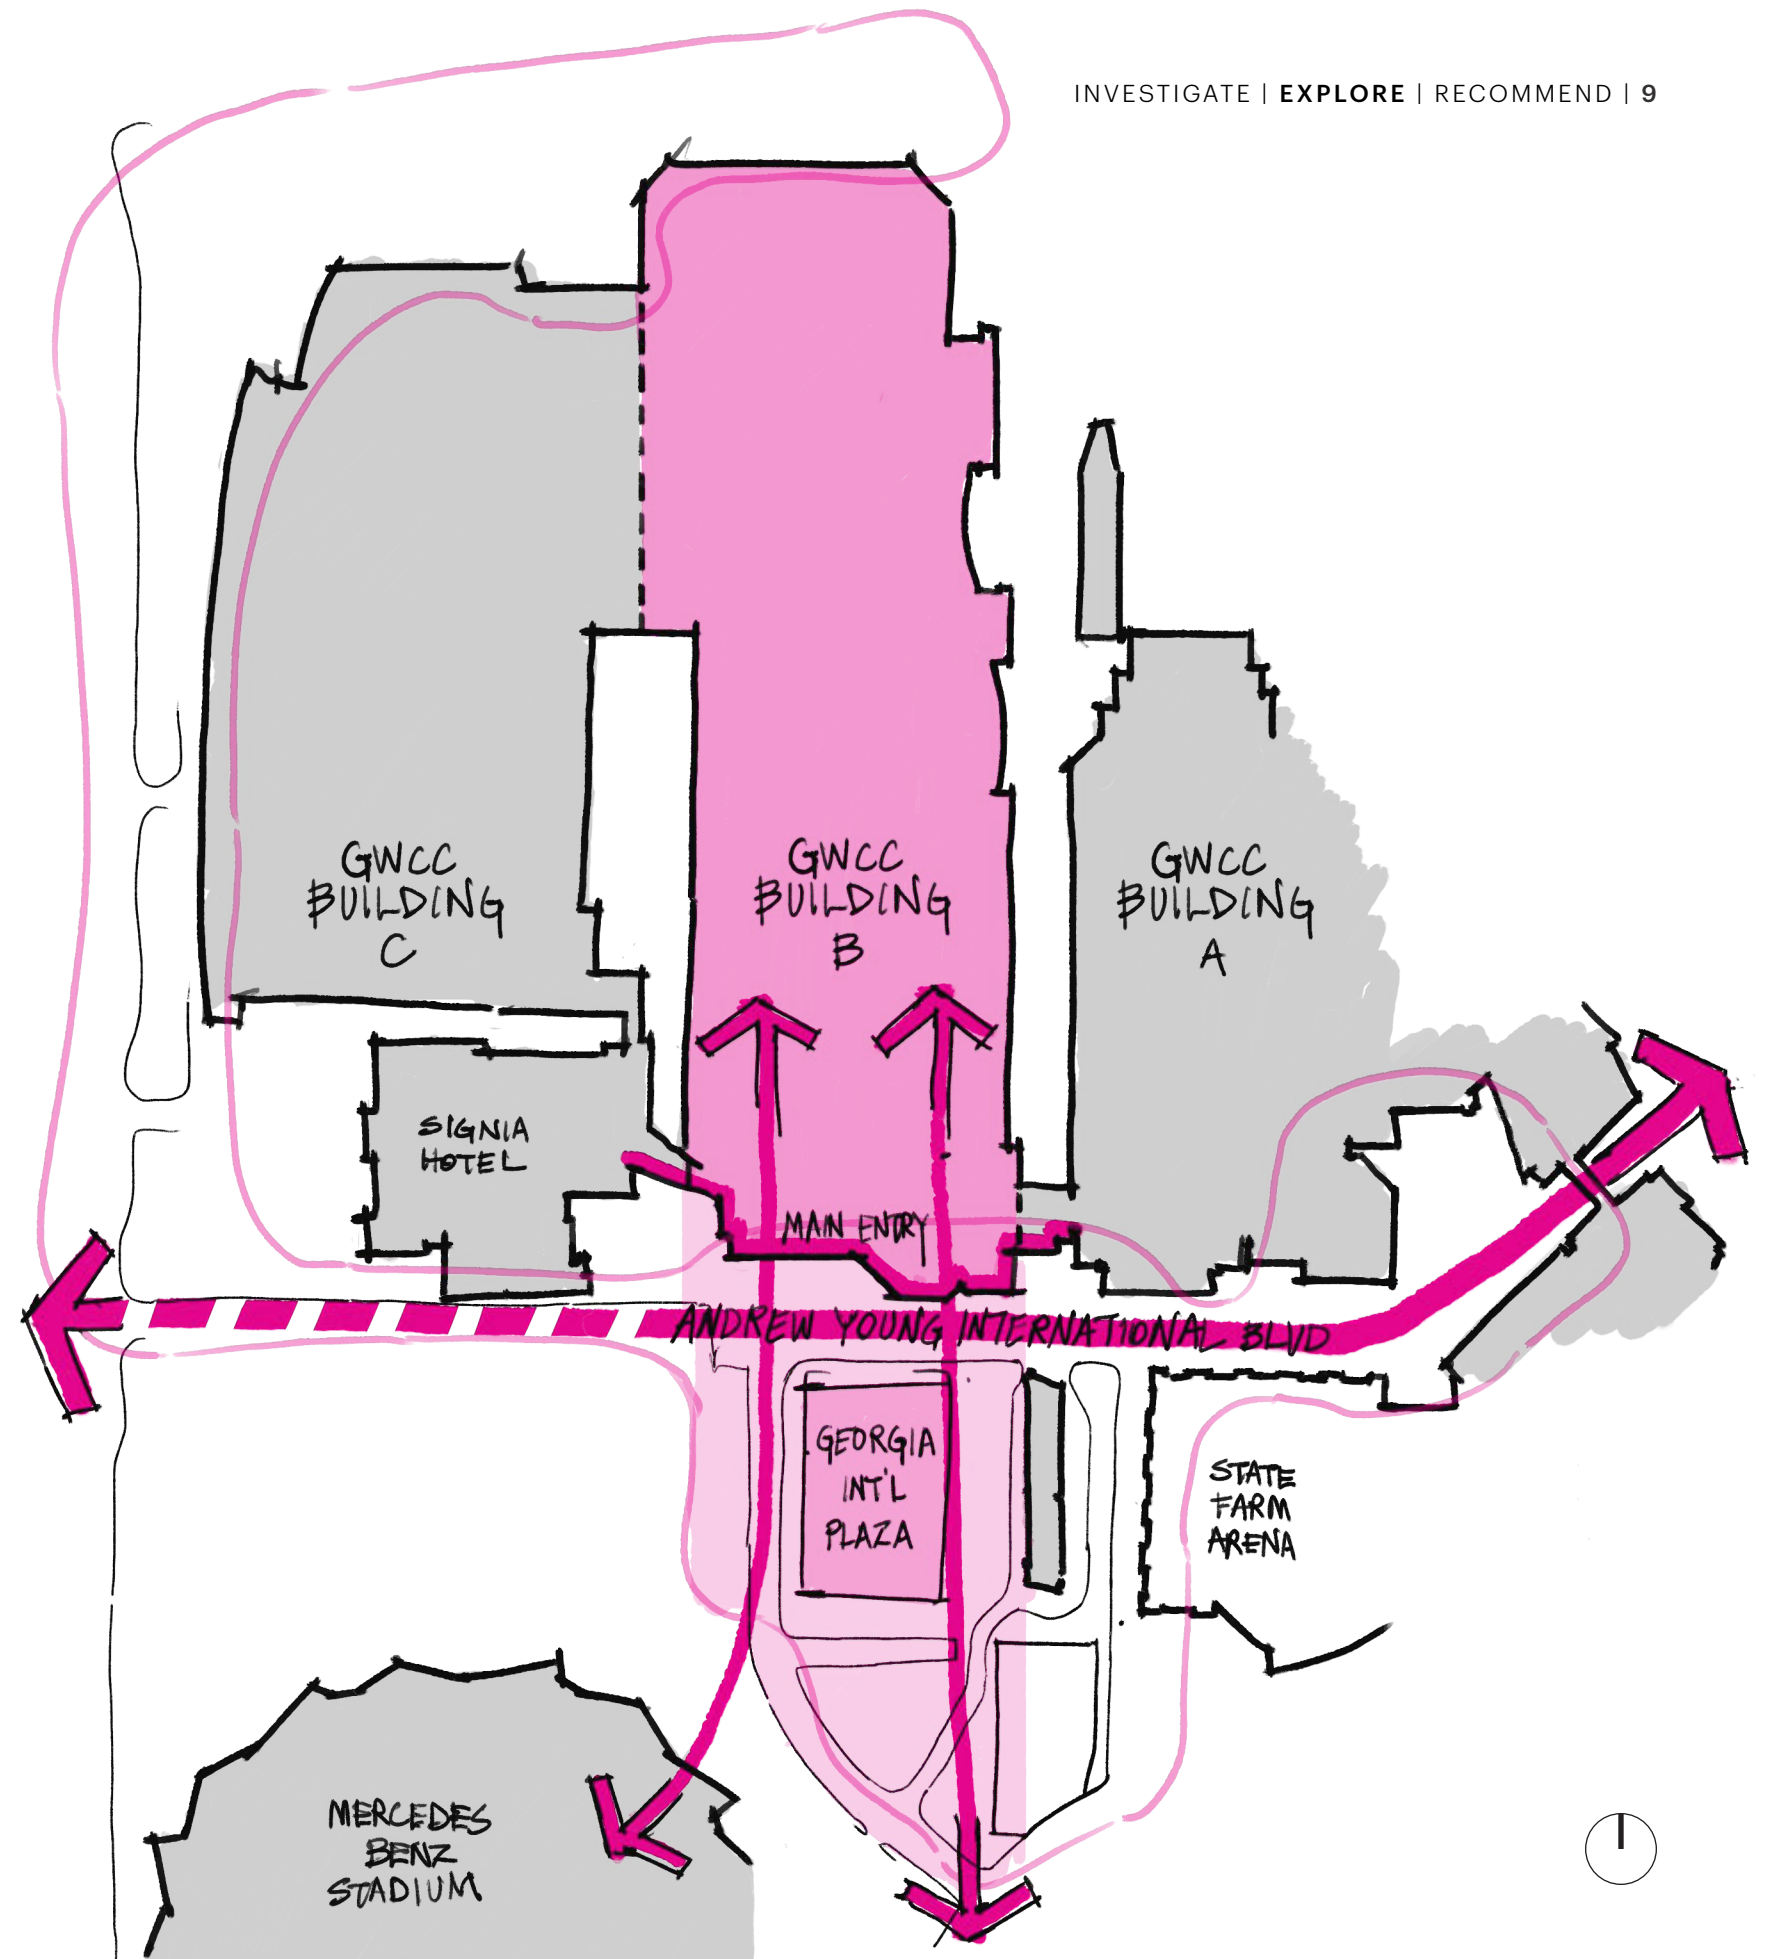 INVESTIGATE | EXPLORE | RECOMMEND | 9
GWCC
BUILDING
C
GWCC
BUILDING
B
GWCC
BUILDING
A
SIGNIA
HOTEL
MAIN ENTRY
ANDREW YOUNG INTERNATIONAL BLVD
GEORGIA
INT'L
PLAZA
STATE
FARM
ARENA
MERCEDES
BENZ
STADIUM